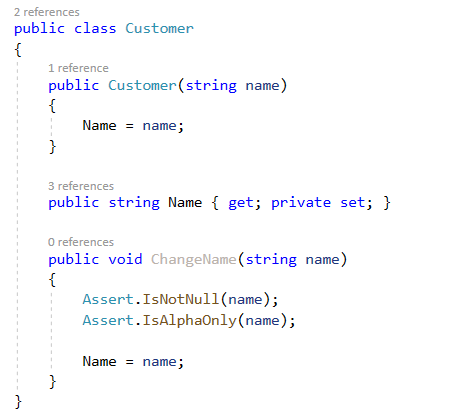 2 references
public class Customer
{
1 reference
public Customer(string name)
{
Name = name;
}
3 references
public string Name { get; private set; }
0 references
public void ChangeName(string name)
{
Assert.IsNotNull(name);
Assert.IsAlphaOnly(name);
Name = name;
}
}